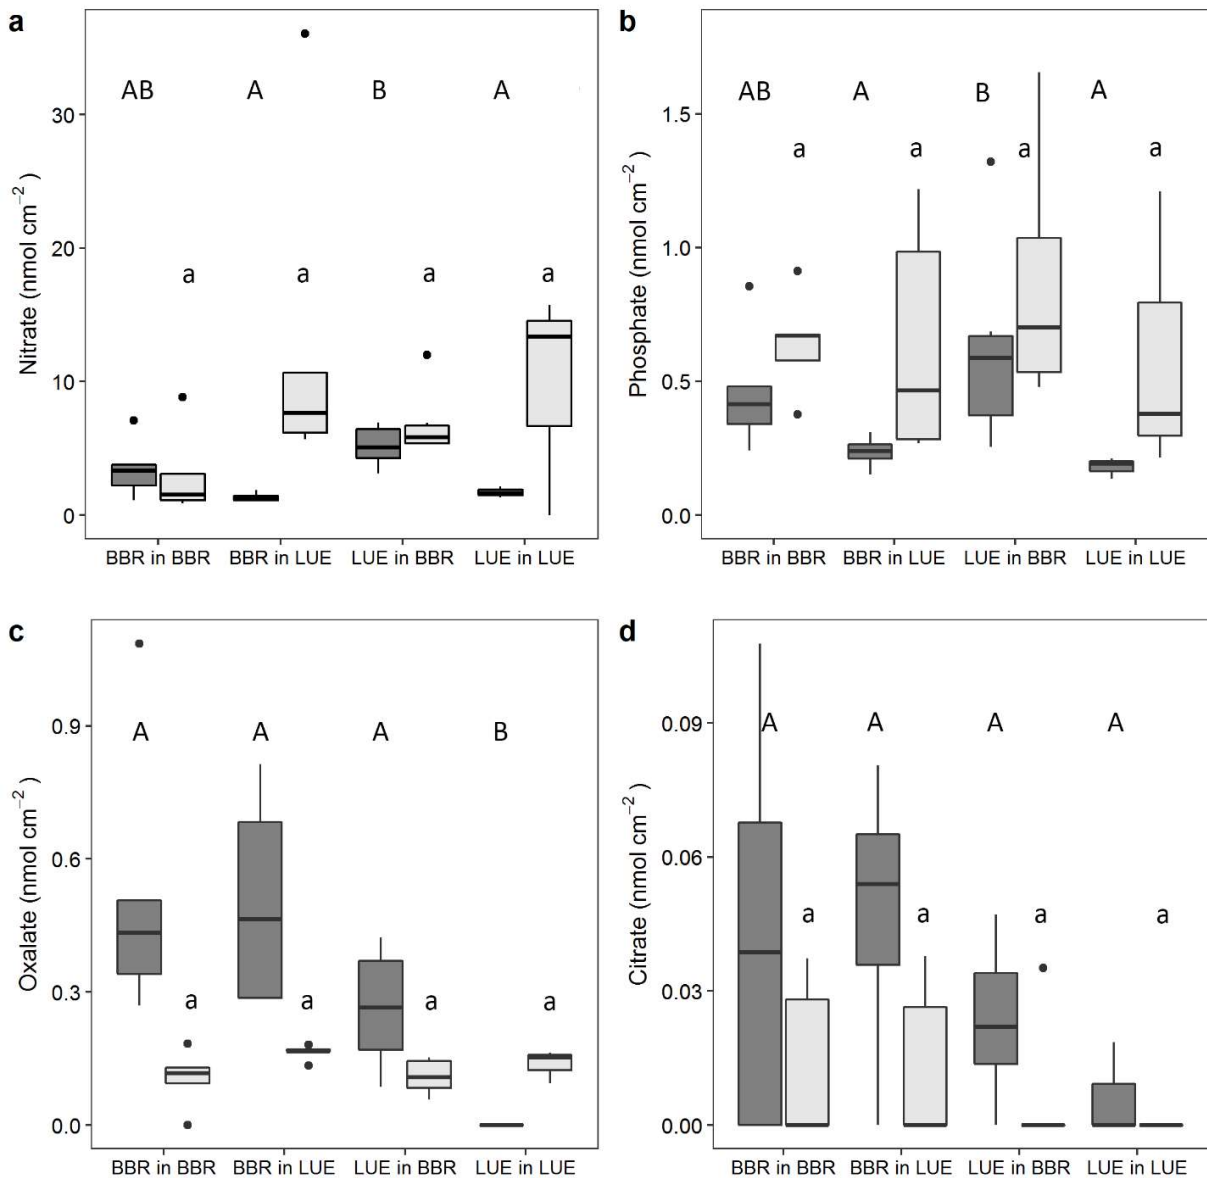 a
Nitrate (nmol cm−2 )
30
20
10
0
AB A B A
a a a a
BBR in BBR BBR in LUE LUE in BBR LUE in LUE
b
Phosphate (nmol cm−2 )
1.5
1.0
0.5
0.0
AB A B A
a a a a
BBR in BBR BBR in LUE LUE in BBR LUE in LUE
c
Oxalate (nmol cm−2 )
0.9
0.6
0.3
0.0
A A A B
a a a a
BBR in BBR BBR in LUE LUE in BBR LUE in LUE
d
Citrate (nmol cm−2 )
0.09
0.06
0.03
0.00
A A A A
a a a a
BBR in BBR BBR in LUE LUE in BBR LUE in LUE